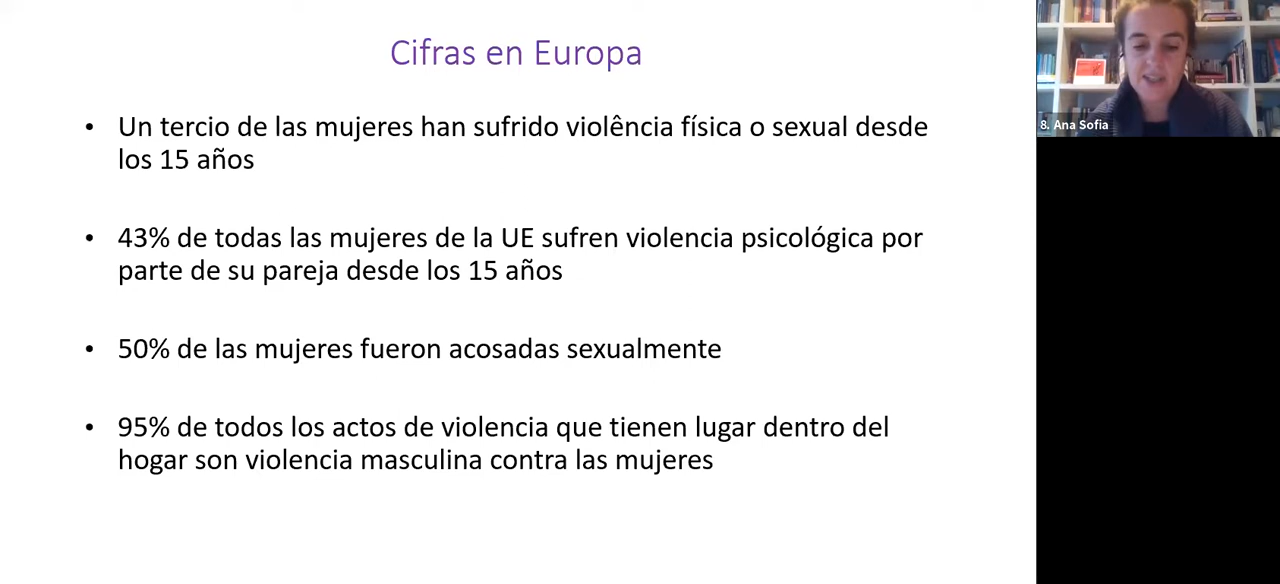 Cifras en Europa
• Un tercio de las mujeres han sufrido violência física o sexual desde
los 15 años
• 43% de todas las mujeres de la UE sufren violencia psicológica por
parte de su pareja desde los 15 años
• 50% de las mujeres fueron acosadas sexualmente
• 95% de todos los actos de violencia que tienen lugar dentro del
hogar son violencia masculina contra las mujeres
8. Ana Sofia